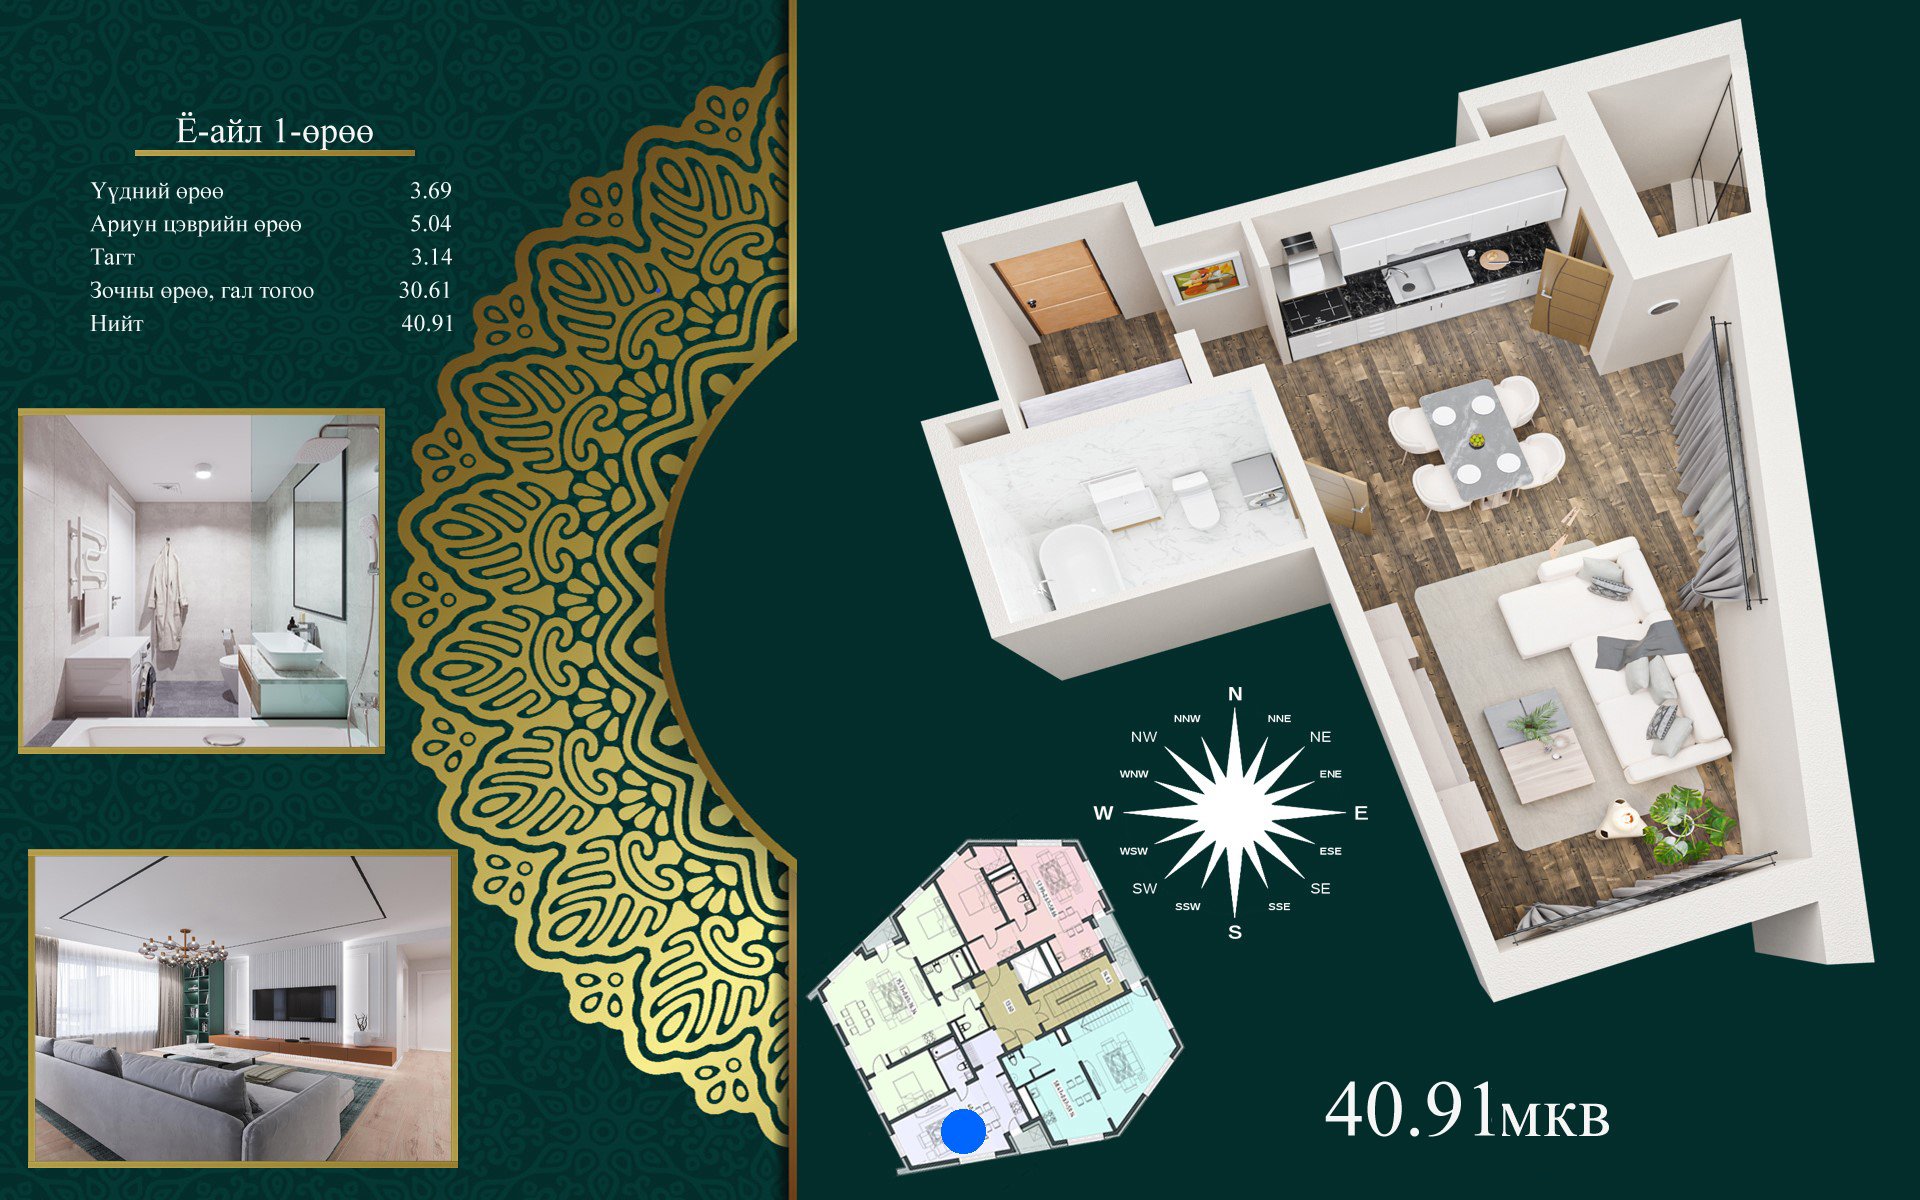 Ё-айл 1-өрөө
Үүдний өрөө 3.69
Ариун цэврийн өрөө 5.04
Тагт 3.14
Зочны өрөө, гал тогоо 30.61
Нийт 40.91
N
NNW NNE
NW NE
WNW ENE
W E
WSW ESE
SW SE
SSW SSE
S
40.91мкв